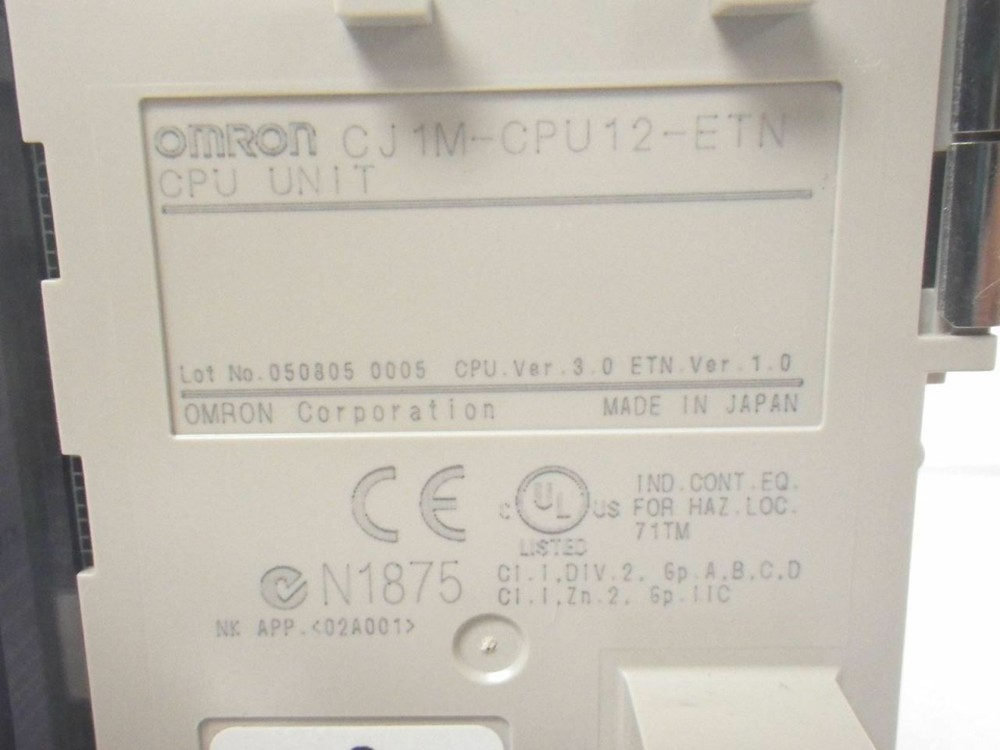 OMRON CJ1M-CPU12-ETN
CPU UNIT
Lot No.050805 0005 CPU.Ver.3.0 ETN.Ver.1.0
OMRON Corporation MADE IN JAPAN
CE
C UL US
LISTED
IND.CONT.EQ.
FOR HAZ.LOC.
71TM
N1875
Cl.I,DIV.2, Gp.A,B,C,D
Cl.I,Zn.2, Gp.IIC
NK APP.<02A001>